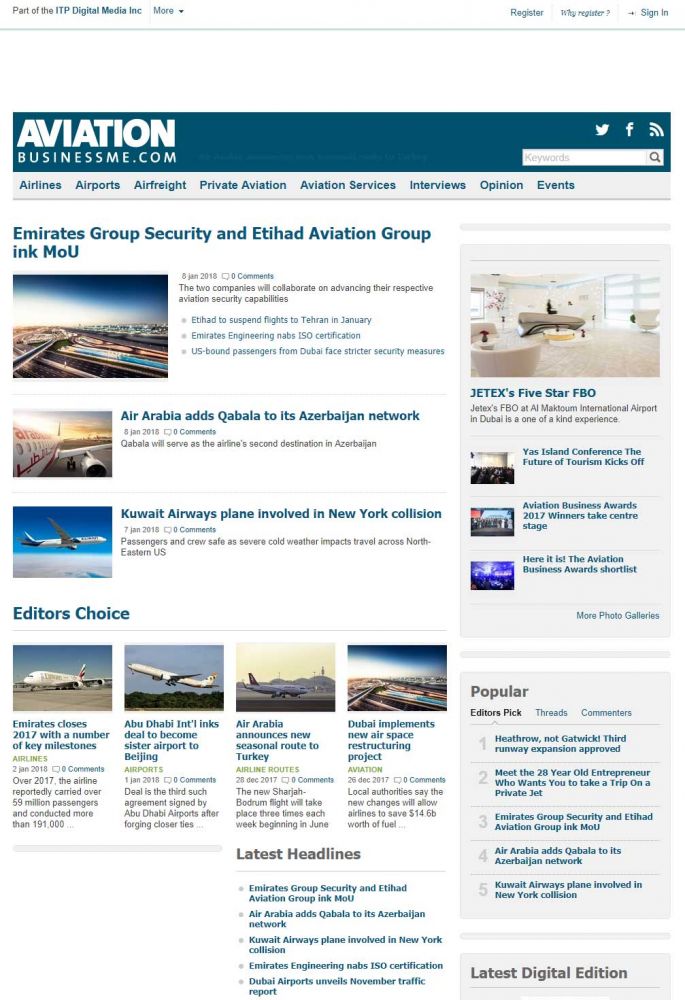 Part of the ITP Digital Media Inc
More
Register
Why register ?
Sign In
AVIATION
BUSINESSME.COM
Keywords
Airlines
Airports
Airfreight
Private Aviation
Aviation Services
Interviews
Opinion
Events
Emirates Group Security and Etihad Aviation Group
ink MoU
8 jan 2018
0 Comments
The two companies will collaborate on advancing their respective
aviation security capabilities
Etihad to suspend flights to Tehran in January
Emirates Engineering nabs ISO certification
US-bound passengers from Dubai face stricter security measures
Air Arabia adds Qabala to its Azerbaijan network
8 jan 2018
0 Comments
Qabala will serve as the airline's second destination in Azerbaijan
Kuwait Airways plane involved in New York collision
7 jan 2018
0 Comments
Passengers and crew safe as severe cold weather impacts travel across North-
Eastern US
Editors Choice
Emirates closes
2017 with a number
of key milestones
AIRLINES
2 jan 2018
0 Comments
Over 2017, the airline
reportedly carried over
59 million passengers
and conducted more
than 191,000 ...
Abu Dhabi Int'l inks
deal to become
sister airport to
Beijing
AIRPORTS
1 jan 2018
0 Comments
Deal is the third such
agreement signed by
Abu Dhabi Airports after
forging closer ties ...
Air Arabia
announces new
seasonal route to
Turkey
AIRLINE ROUTES
28 dec 2017
0 Comments
The new Sharjah-
Bodrum flight will take
place three times each
week beginning in June
Dubai implements
new air space
restructuring
project
AVIATION
26 dec 2017
0 Comments
Local authorities say the
new changes will allow
airlines to save $14.6b
worth of fuel ...
Latest Headlines
Emirates Group Security and Etihad
Aviation Group ink MoU
Air Arabia adds Qabala to its Azerbaijan
network
Kuwait Airways plane involved in New York
collision
Emirates Engineering nabs ISO certification
Dubai Airports unveils November traffic
report
JETEX's Five Star FBO
Jetex's FBO at Al Maktoum International Airport
in Dubai is a one of a kind experience.
Yas Island Conference The
Future of Tourism Kicks Off
Aviation Business Awards
2017 Winners take centre
stage
Here it is! The Aviation
Business Awards shortlist
More Photo Galleries
Popular
Editors Pick
Threads
Commenters
1 Heathrow, not Gatwick! Third
runway expansion approved
2 Meet the 28 Year Old Entrepreneur
Who Wants You to take a Trip On a
Private Jet
3 Emirates Group Security and Etihad
Aviation Group ink MoU
4 Air Arabia adds Qabala to its
Azerbaijan network
5 Kuwait Airways plane involved in
New York collision
Latest Digital Edition